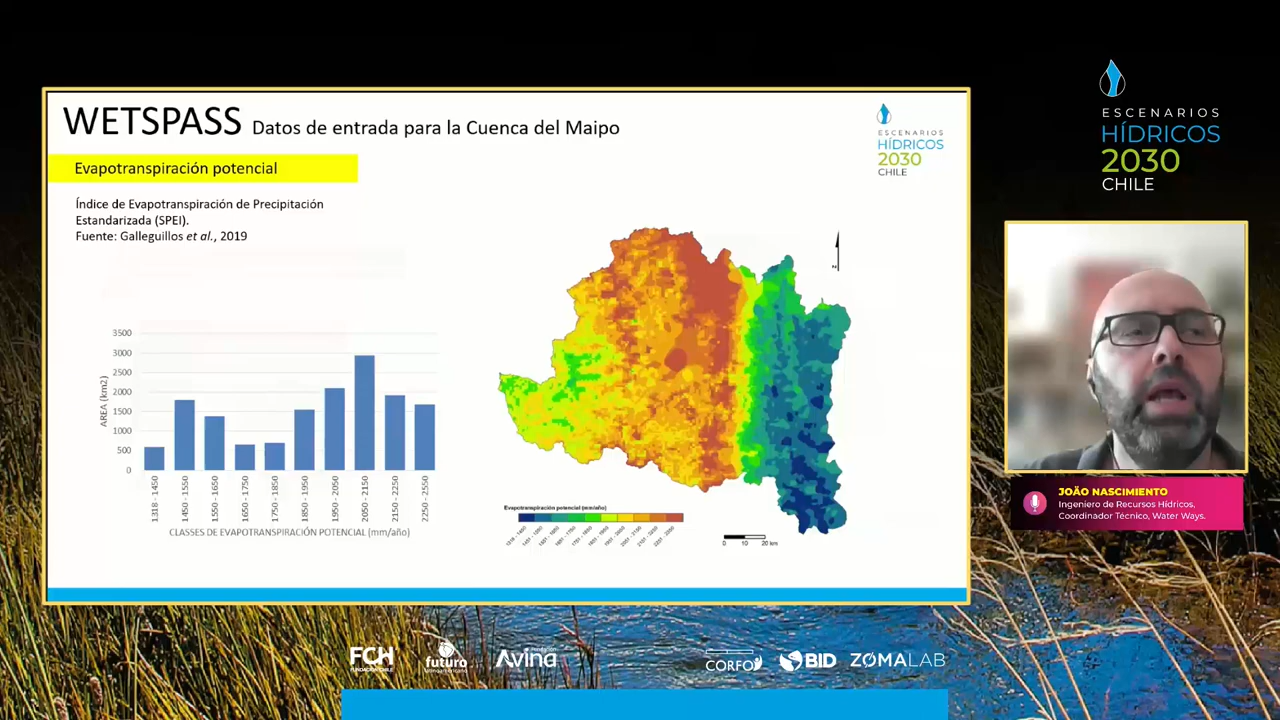 WETSPASS Datos de entrada para la Cuenca del Maipo
Evapotranspiración potencial
Índice de Evapotranspiración de Precipitación
Estandarizada (SPEI).
Fuente: Galleguillos et al., 2019
ESCENARIOS
HÍDRICOS
2030
CHILE
3500
3000
2500
2000
1500
1000
500
0
AREA (km2)
1318 - 1450
1450 - 1550
1550 - 1650
1650 - 1750
1750 - 1850
1850 - 1950
1950 - 2050
2050 - 2150
2150 - 2250
2250 - 2550
CLASSES DE EVAPOTRANSPIRACIÓN POTENCIAL (mm/año)
Evapotranspiración potencial (mm/año)
0 10 20 km
ESCENARIOS
HÍDRICOS
2030
CHILE
JOÃO NASCIMIENTO
Ingeniero de Recursos Hídricos,
Coordinador Técnico, Water Ways.
FCH
FUNDACIÓN CHILE
futuro
latinoamericano
fundación
Avina
CORFO
BID
ZOMALAB